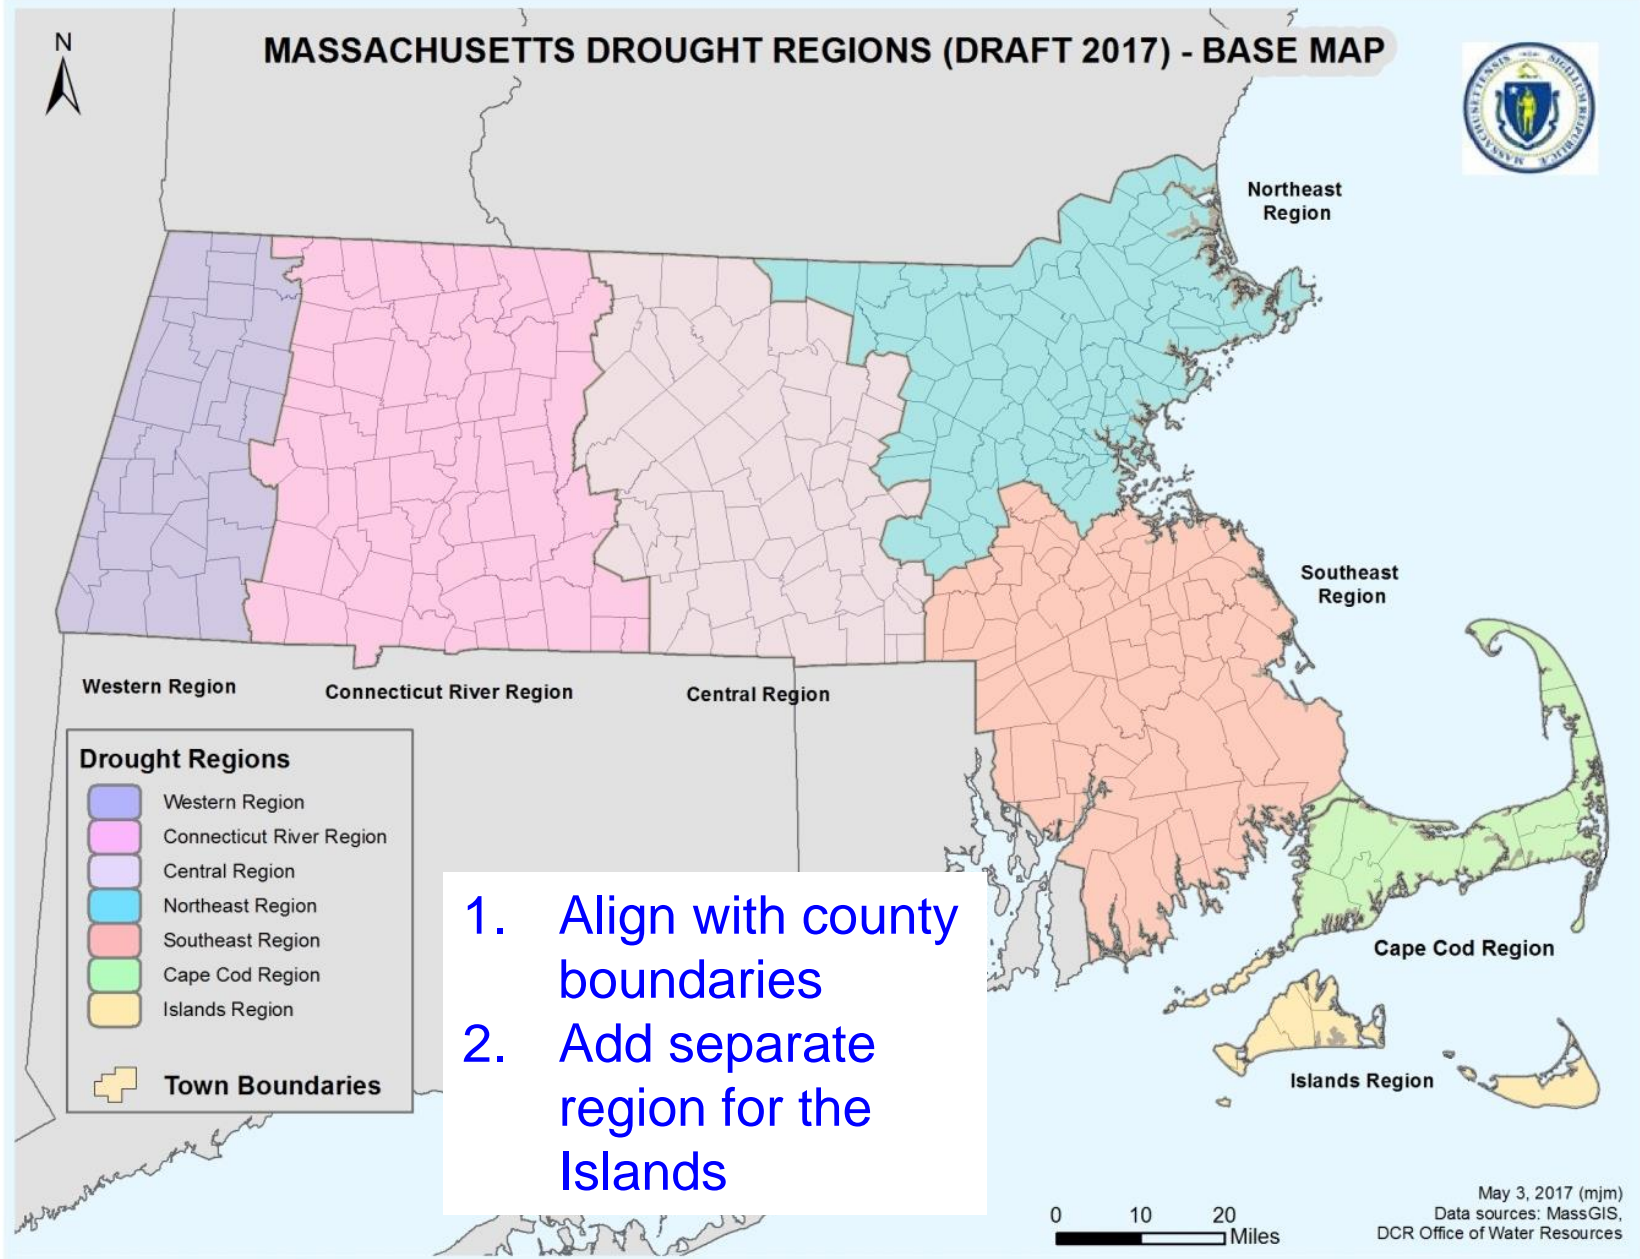 N
MASSACHUSETTS DROUGHT REGIONS (DRAFT 2017) - BASE MAP
Northeast
Region
Southeast
Region
Western Region
Connecticut River Region
Central Region
Drought Regions
Western Region
Connecticut River Region
Central Region
Northeast Region
Southeast Region
Cape Cod Region
Islands Region
Town Boundaries
1. Align with county
boundaries
2. Add separate
region for the
Islands
Cape Cod Region
Islands Region
0 10 20
Miles
May 3, 2017 (mjm)
Data sources: MassGIS,
DCR Office of Water Resources